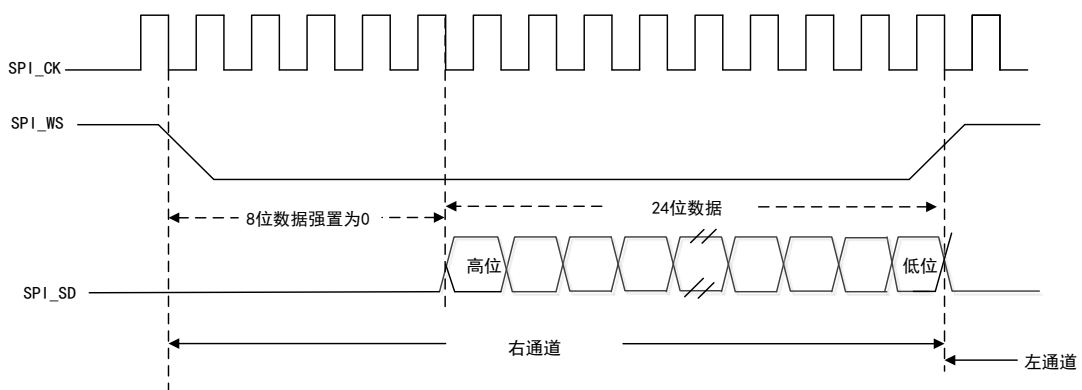 SPI_CK
SPI_WS
8位数据强置为0
24位数据
高位
低位
SPI_SD
右通道
左通道